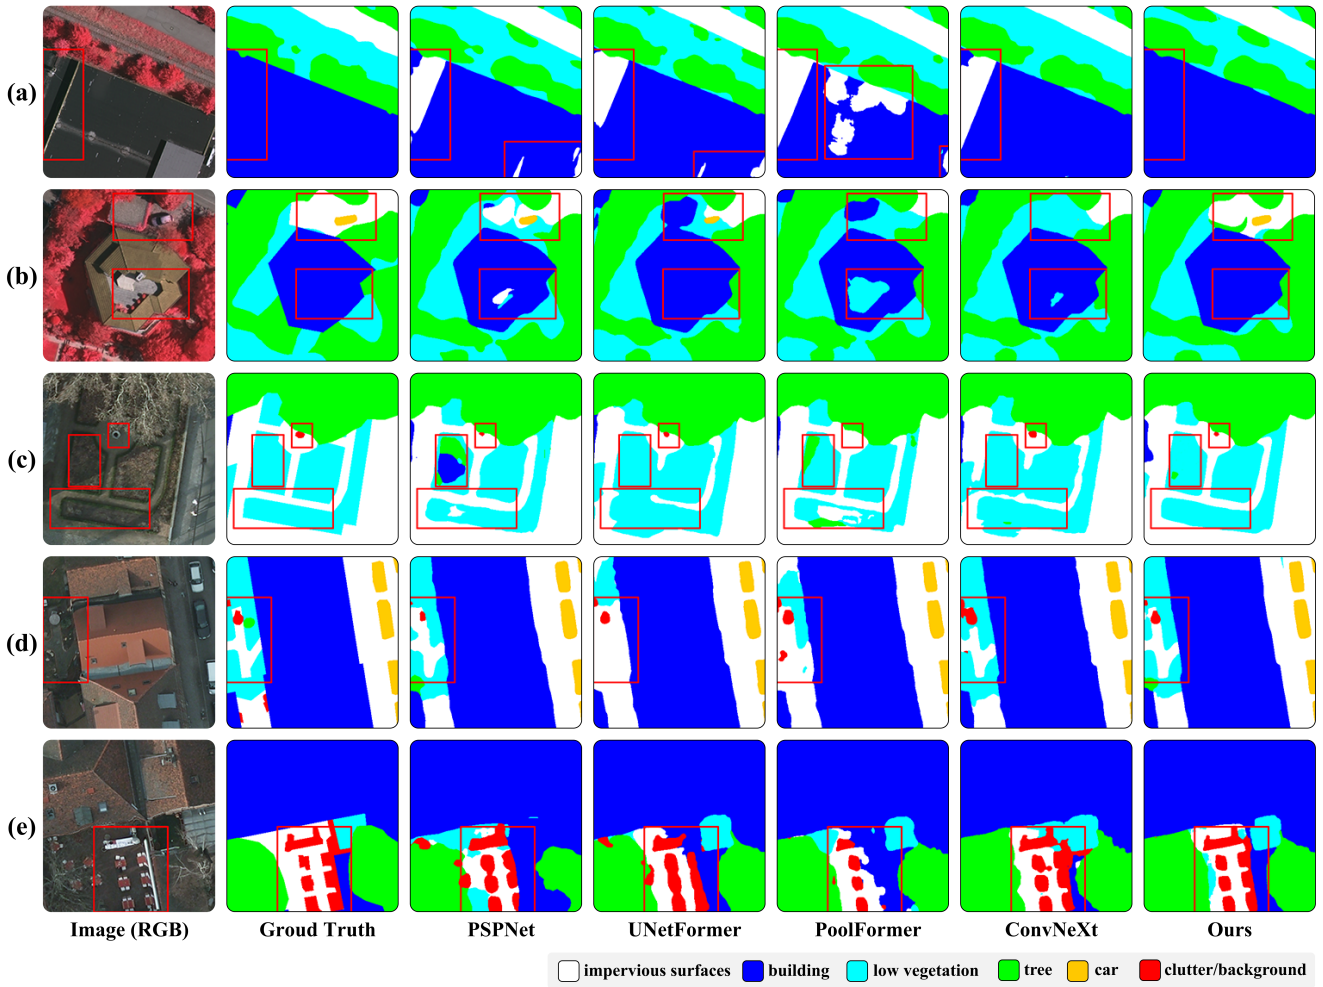 (a)
(b)
(c)
(d)
(e)
Image (RGB) Groud Truth PSPNet UNetFormer PoolFormer ConvNeXt Ours
impervious surfaces building low vegetation tree car clutter/background